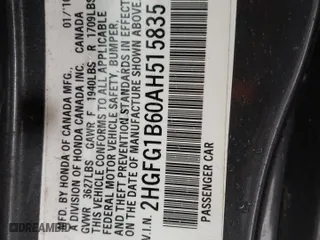 MFD. BY HONDA OF CANADA MFG., CANADA 01/10
HONDA CANADA INC.
GVWR 3627LBS GAWR F 1940LBS R 1709LBS
THIS VEHICLE CONFORMS TO ALL APPLICABLE
FEDERAL MOTOR VEHICLE SAFETY, BUMPER,
AND THEFT PREVENTION STANDARDS IN EFFECT
ON THE DATE OF MANUFACTURE SHOWN ABOVE.
V.I.N. 2HGFG1B60AH515835
PASSENGER CAR